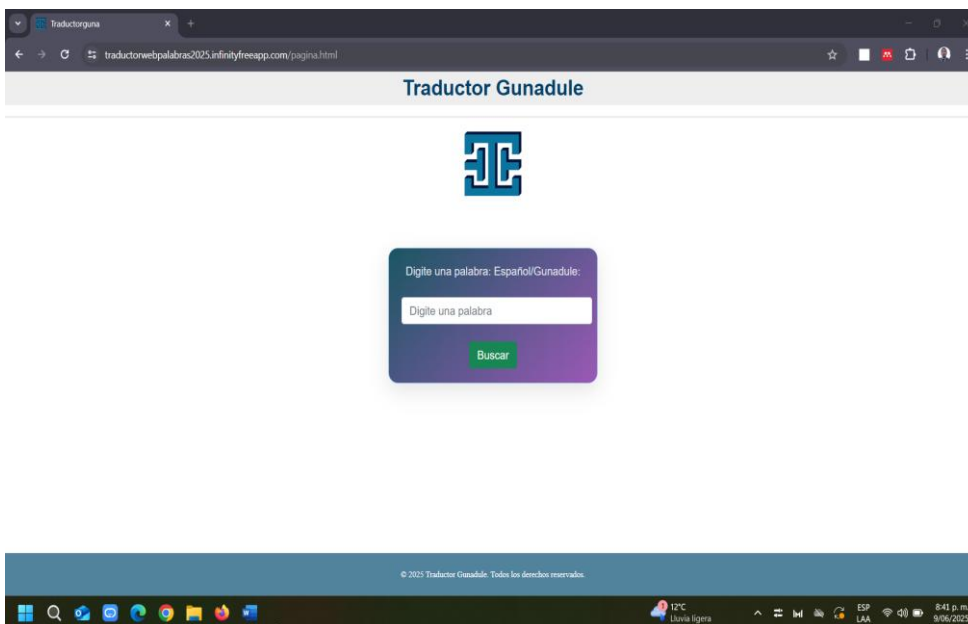 Traductorguna
traductorwebpalabras2025.infinityfreeapp.com/pagina.html
Traductor Gunadule
Digite una palabra: Español/Gunadule:
Digite una palabra
Buscar
© 2025 Traductor Gunadule. Todos los derechos reservados.
1
12°C
Lluvia ligera
ESP
LAA
8:41 p. m.
9/06/2025